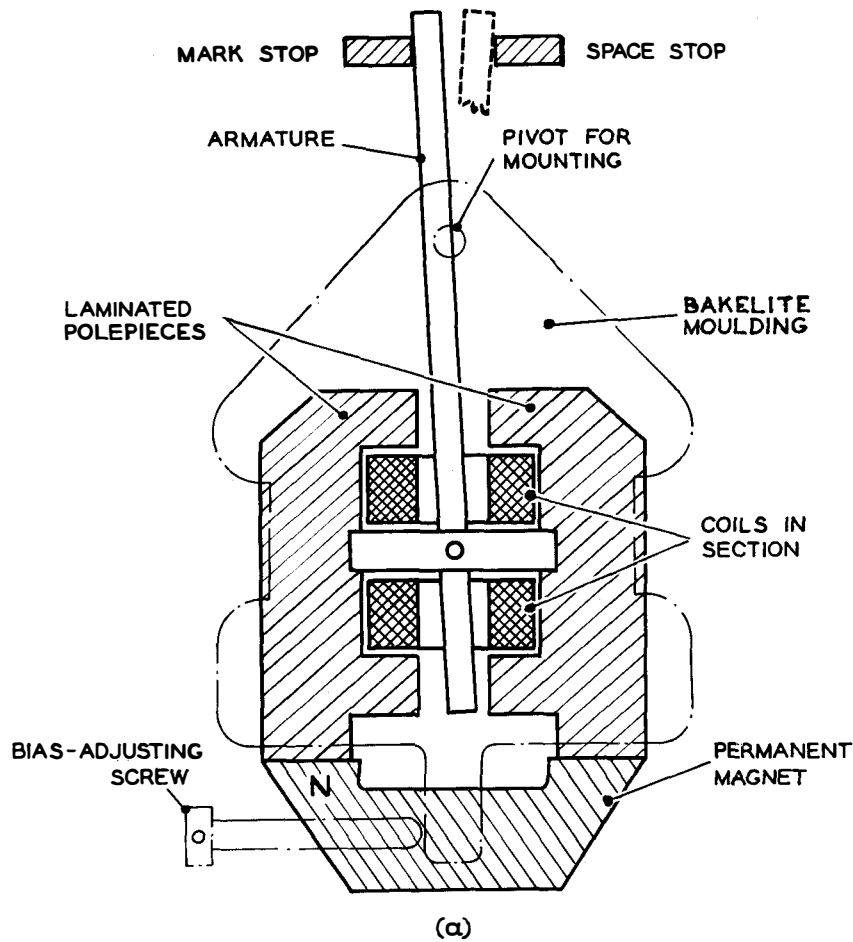 MARK STOP
SPACE STOP
ARMATURE
PIVOT FOR
MOUNTING
LAMINATED
POLEPIECES
BAKELITE
MOULDING
COILS IN
SECTION
BIAS-ADJUSTING
SCREW
N
PERMANENT
MAGNET
(a)